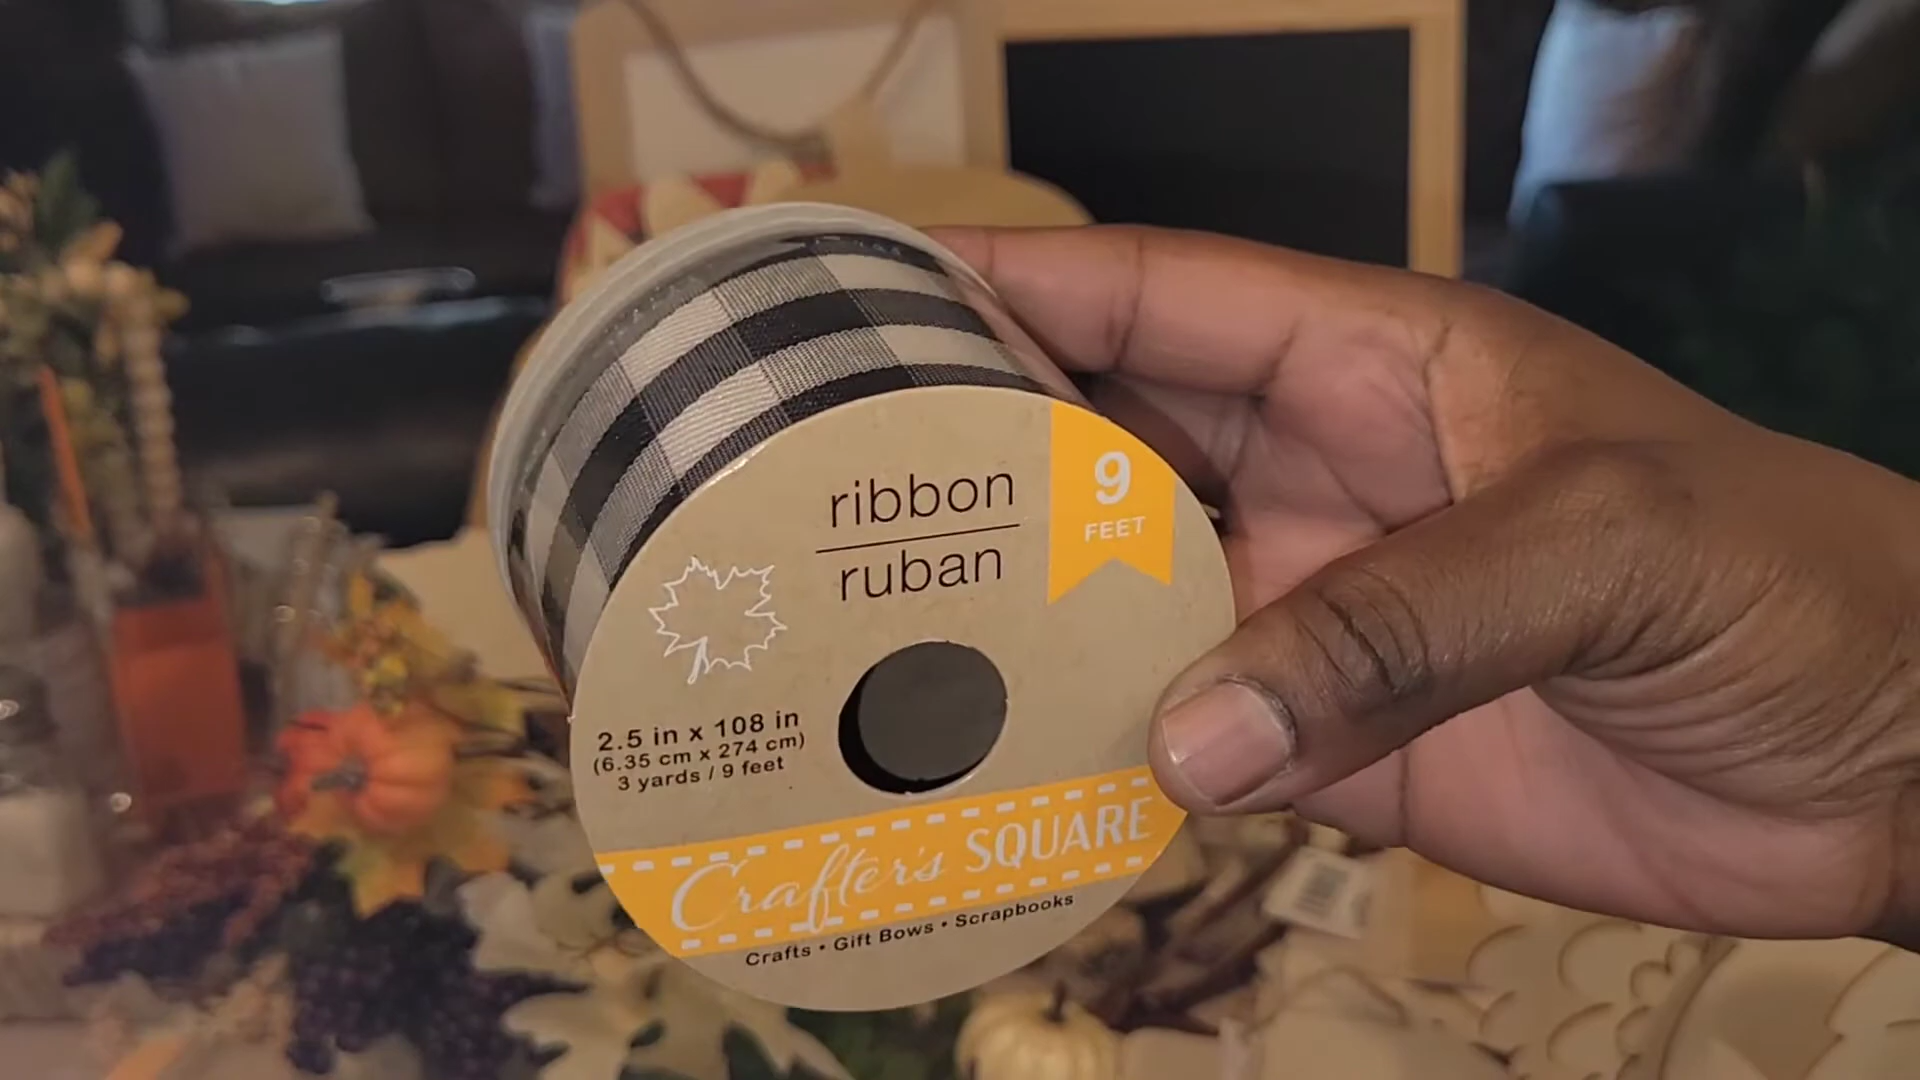 ribbon
ruban
9
FEET
2.5 in x 108 in
(6.35 cm x 274 cm)
3 yards / 9 feet
Crafter's SQUARE
Crafts • Gift Bows • Scrapbooks